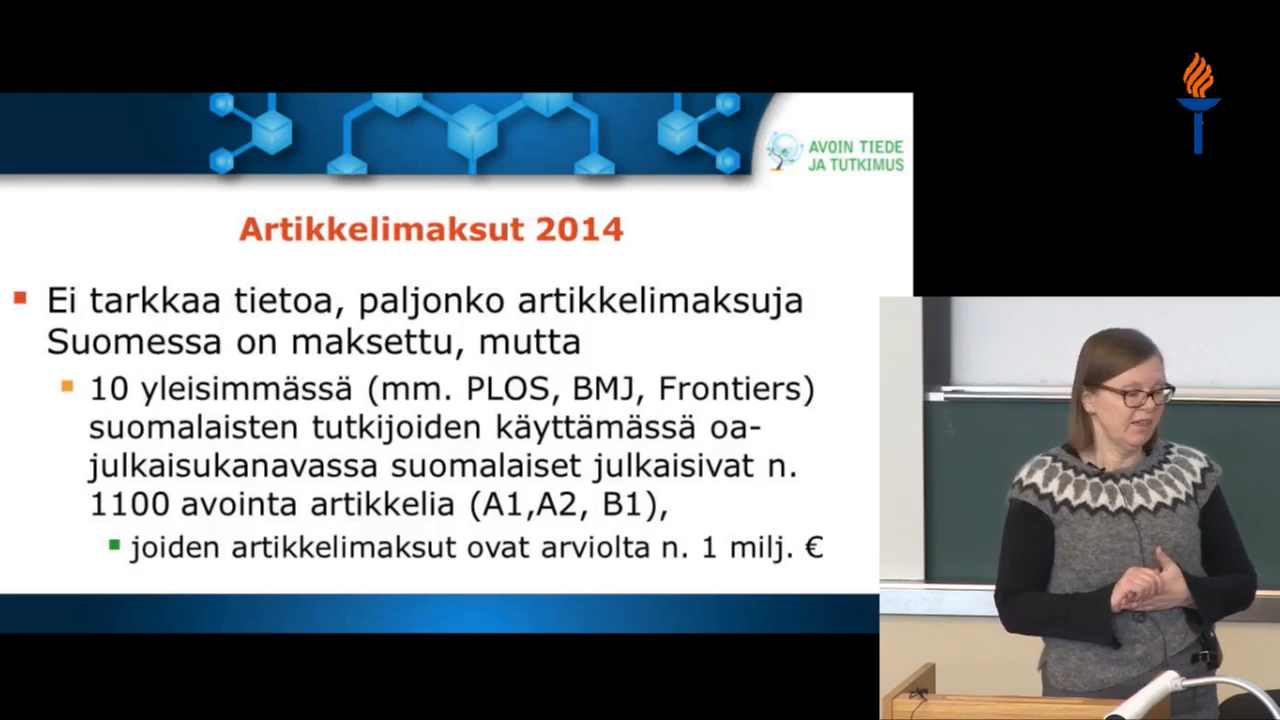 AVOIN TIEDE
JA TUTKIMUS
Artikkelimaksut 2014
Ei tarkkaa tietoa, paljonko artikkelimaksuja
Suomessa on maksettu, mutta
10 yleisimmässä (mm. PLOS, BMJ, Frontiers)
suomalaisten tutkijoiden käyttämässä oa-
julkaisukanavassa suomalaiset julkaisivat n.
1100 avointa artikkelia (A1,A2, B1),
joiden artikkelimaksut ovat arviolta n. 1 milj. €